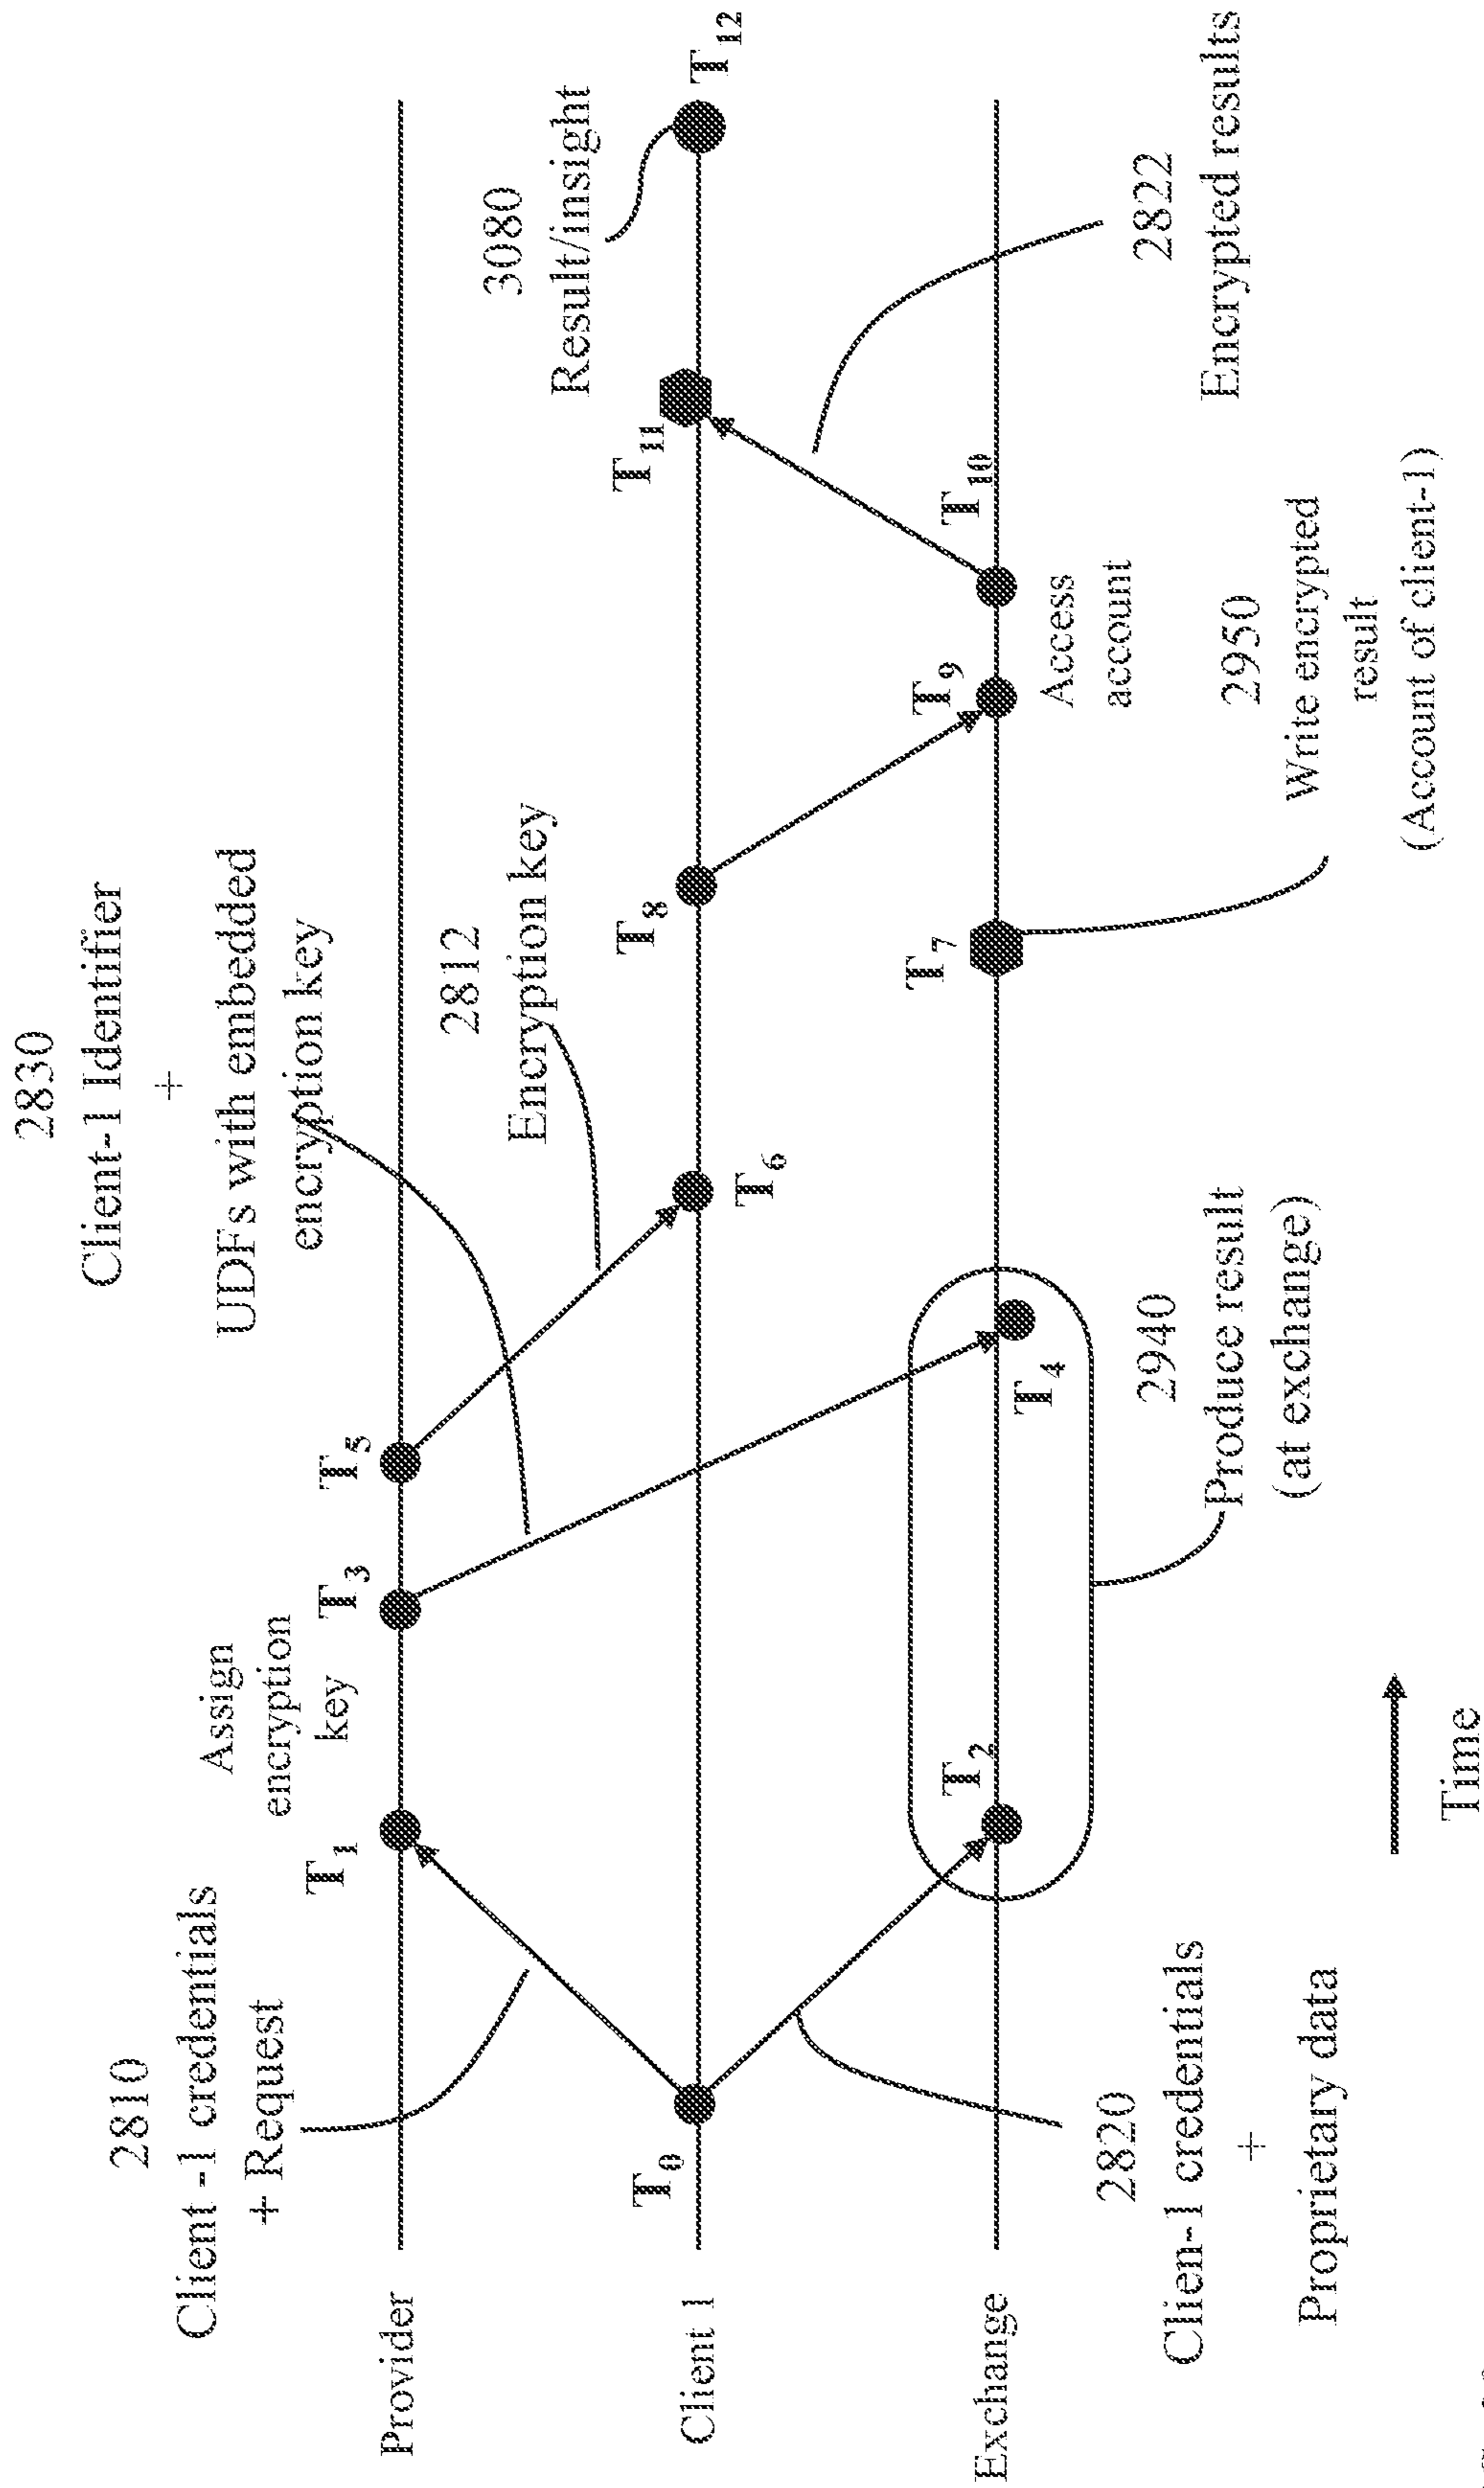 2830
Client-1 Identifier
+
UDFs with embedded
encryption key
2810
Client -1 credentials
+ Request
Assign
encryption
key
T1
T3
T5
2812
Encryption key
3080
Result/insight
Provider
Client 1
Exchange
T0
T6
T8
T11
T12
T2
T4
T7
T9
T10
Access
account
2820
Clien-1 credentials
+
Proprietary data
2940
Produce result
(at exchange)
2950
Write encrypted
result
(Account of client-1)
2822
Encrypted results
Time